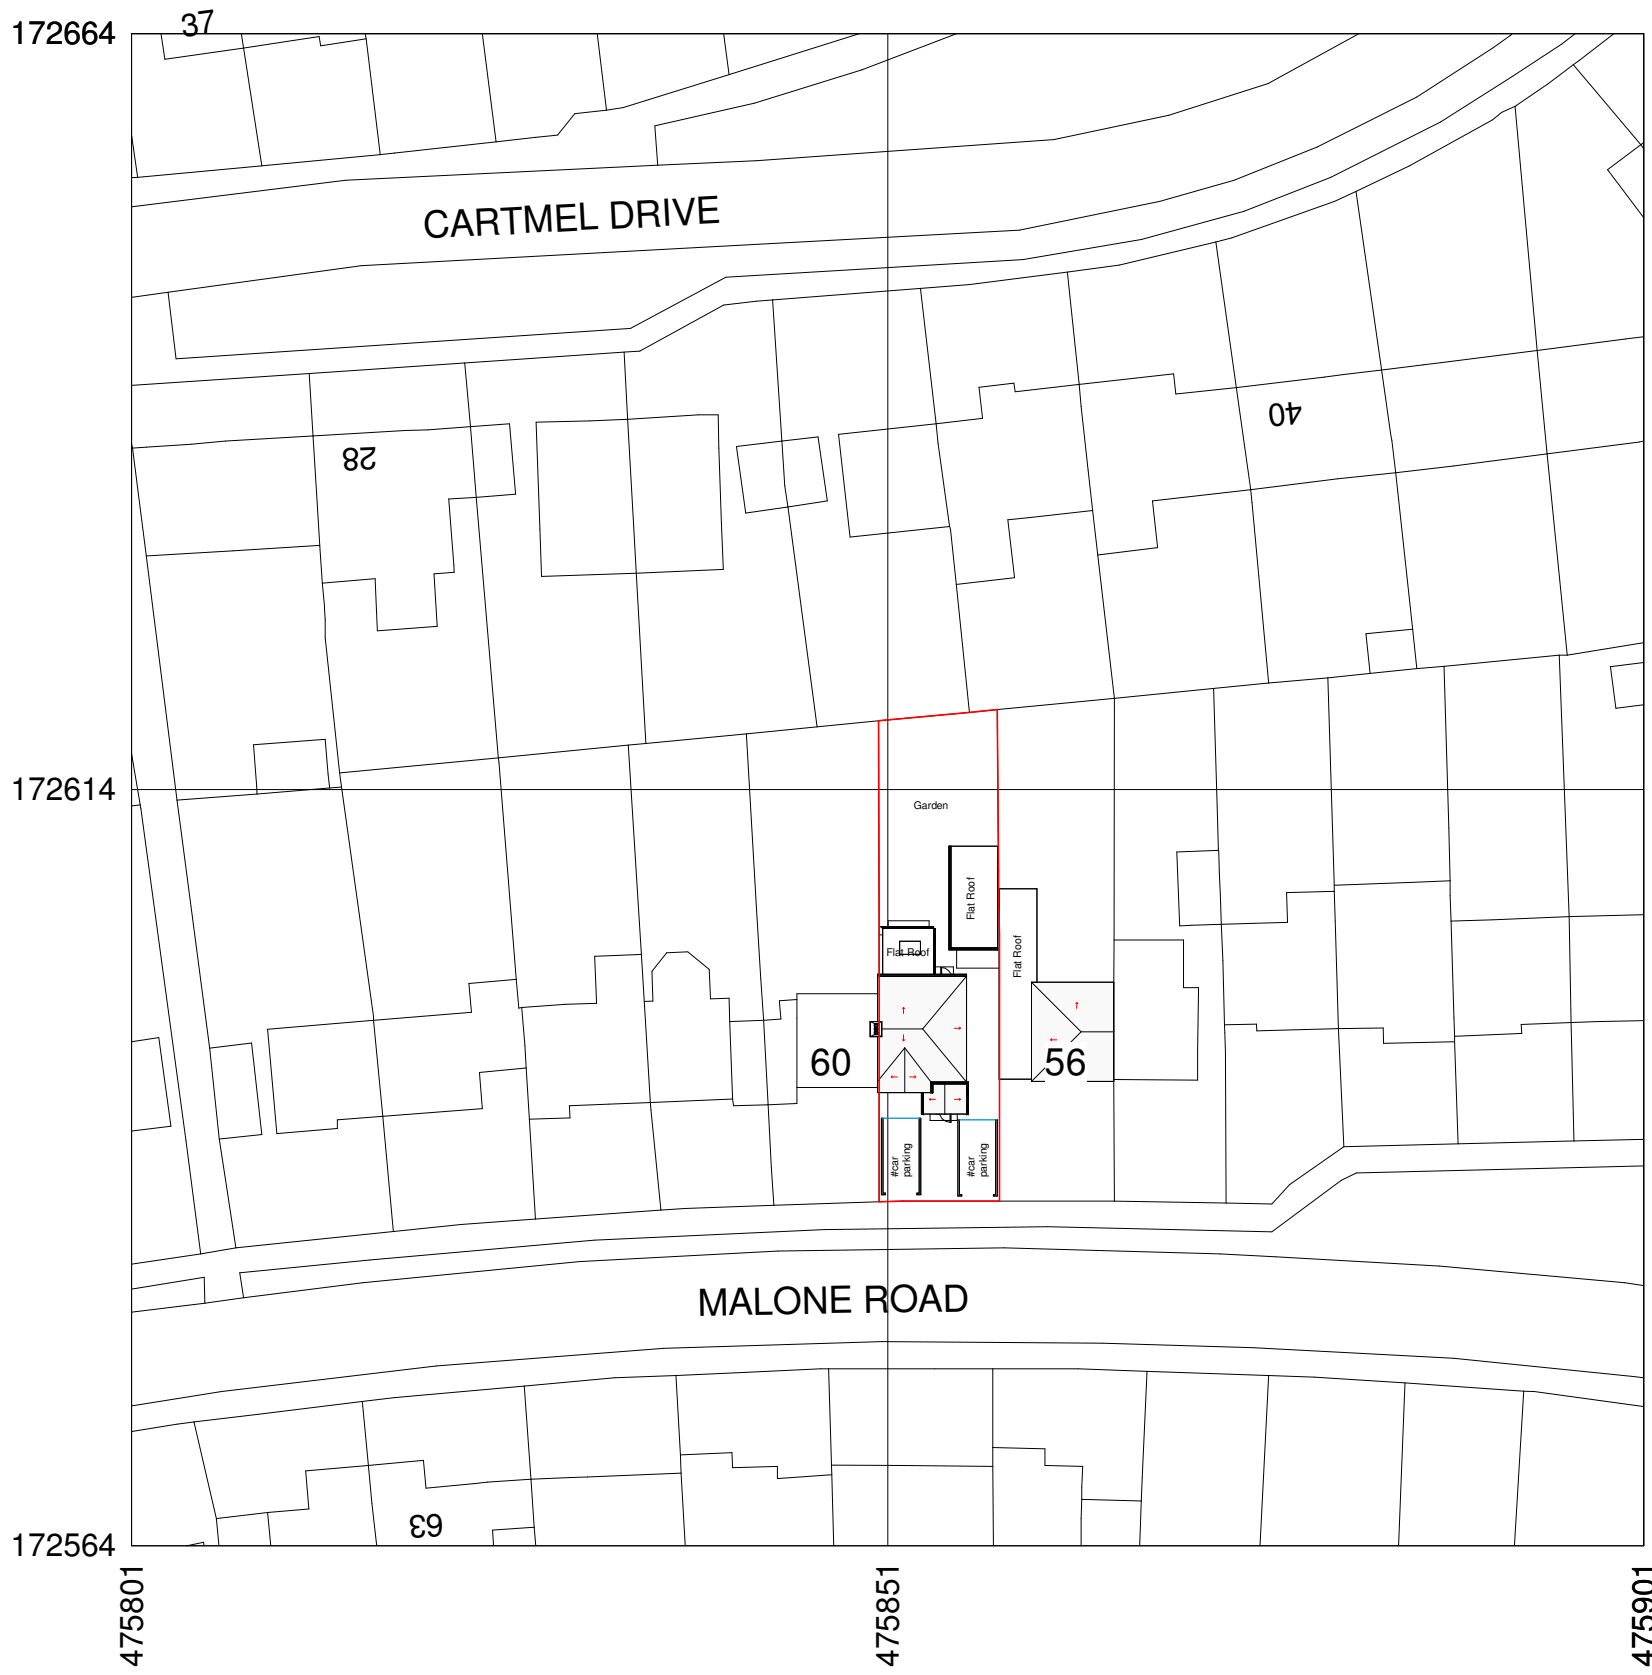 172664
37
CARTMEL DRIVE
28
40
172614
Garden
Flat Roof
Flat Roof
Flat Roof
60
56
#car
parking
#car
parking
MALONE ROAD
63
172564
475801
475851
475901